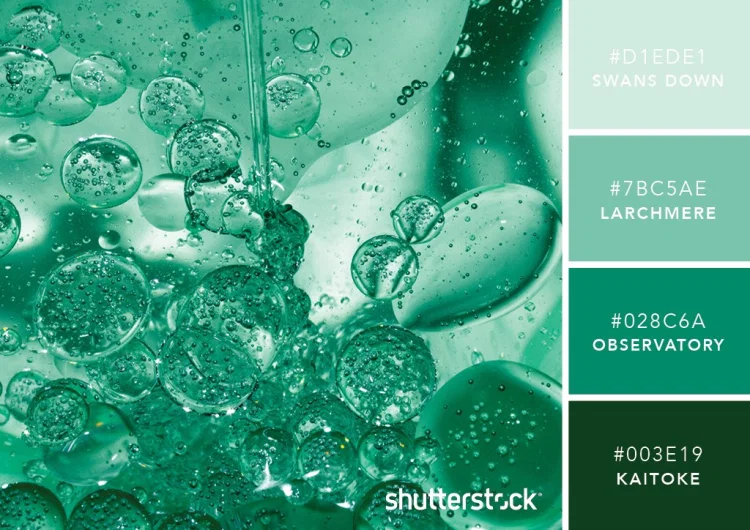 #D1EDE1
SWANS DOWN
#7BC5AE
LARCHMERE
#028C6A
OBSERVATORY
#003E19
KAITOKE
shutterstock